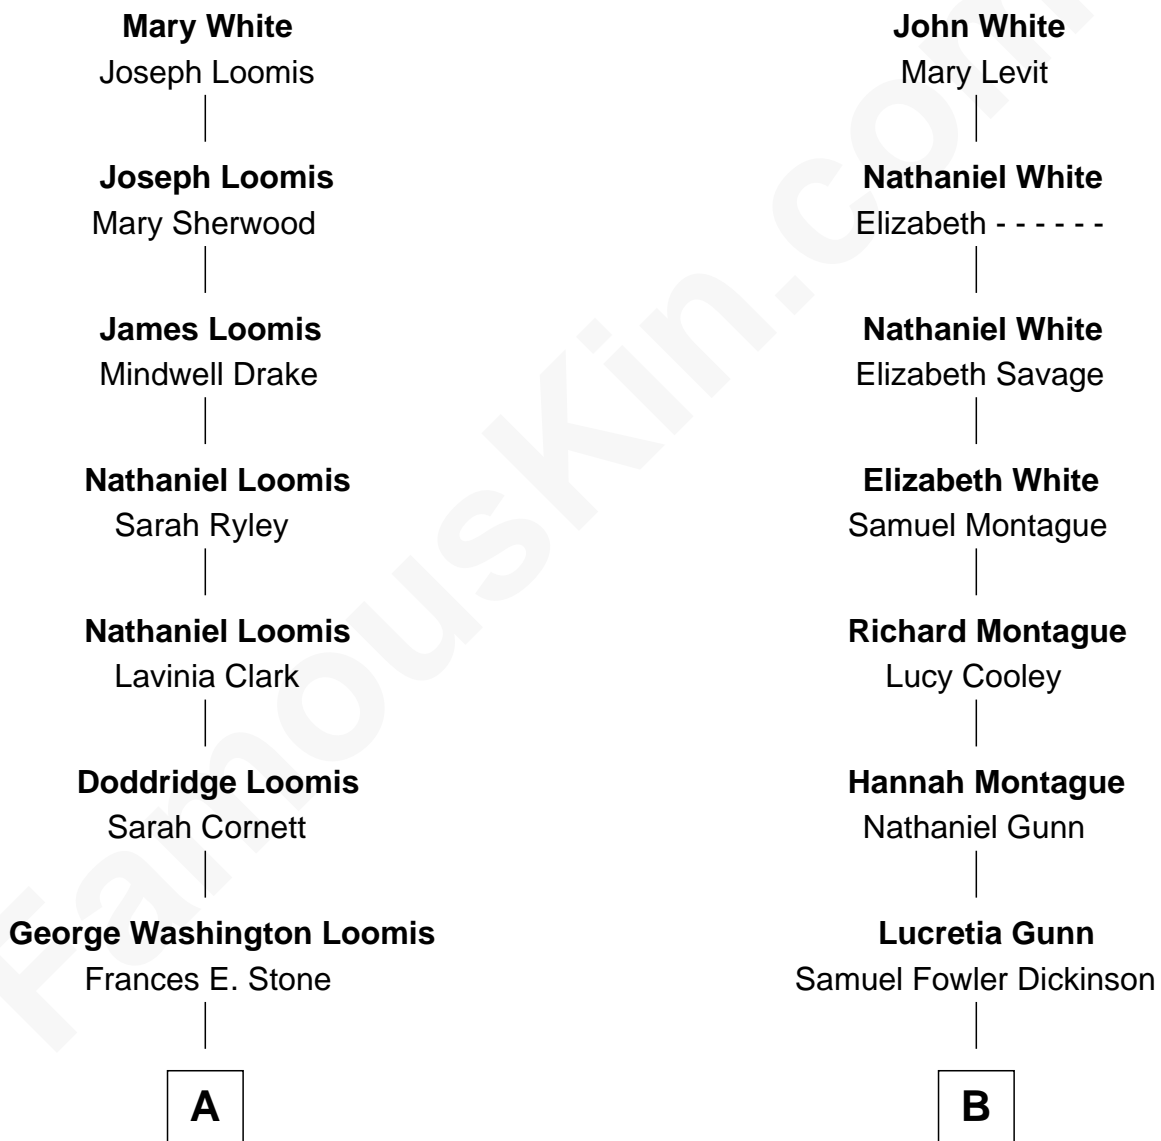 Mary White
Joseph Loomis
Joseph Loomis
Mary Sherwood
James Loomis
Mindwell Drake
Nathaniel Loomis
Sarah Ryley
Nathaniel Loomis
Lavinia Clark
Doddridge Loomis
Sarah Cornett
George Washington Loomis
Frances E. Stone
A
John White
Mary Levit
Nathaniel White
Elizabeth - - - - - -
Nathaniel White
Elizabeth Savage
Elizabeth White
Samuel Montague
Richard Montague
Lucy Cooley
Hannah Montague
Nathaniel Gunn
Lucretia Gunn
Samuel Fowler Dickinson
B
FamousKin.com